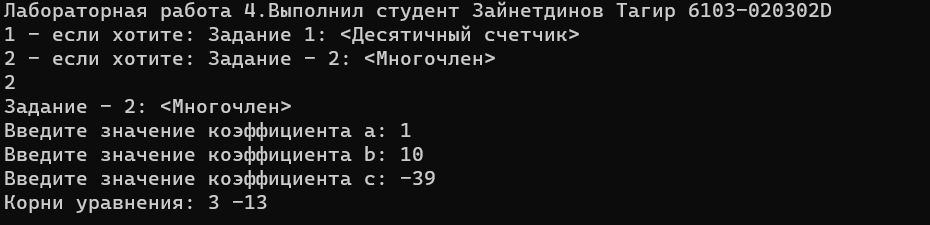 Лабораторная работа 4.Выполнил студент Зайнетдинов Тагир 6103-020302D
1 - если хотите: Задание 1: <Десятичный счетчик>
2 - если хотите: Задание - 2: <Многочлен>
2
Задание - 2: <Многочлен>
Введите значение коэффициента a: 1
Введите значение коэффициента b: 10
Введите значение коэффициента c: -39
Корни уравнения: 3 -13